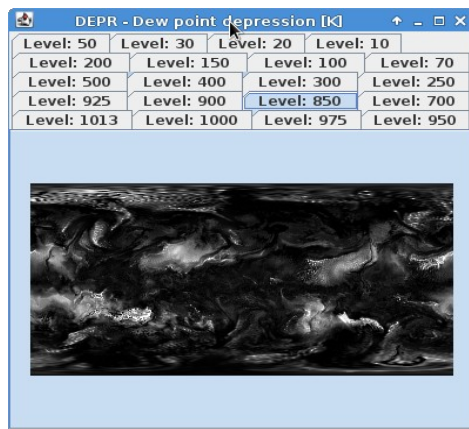 DEPR - Dew point depression [K]
Level: 50 Level: 30 Level: 20 Level: 10
Level: 200 Level: 150 Level: 100 Level: 70
Level: 500 Level: 400 Level: 300 Level: 250
Level: 925 Level: 900 Level: 850 Level: 700
Level: 1013 Level: 1000 Level: 975 Level: 950